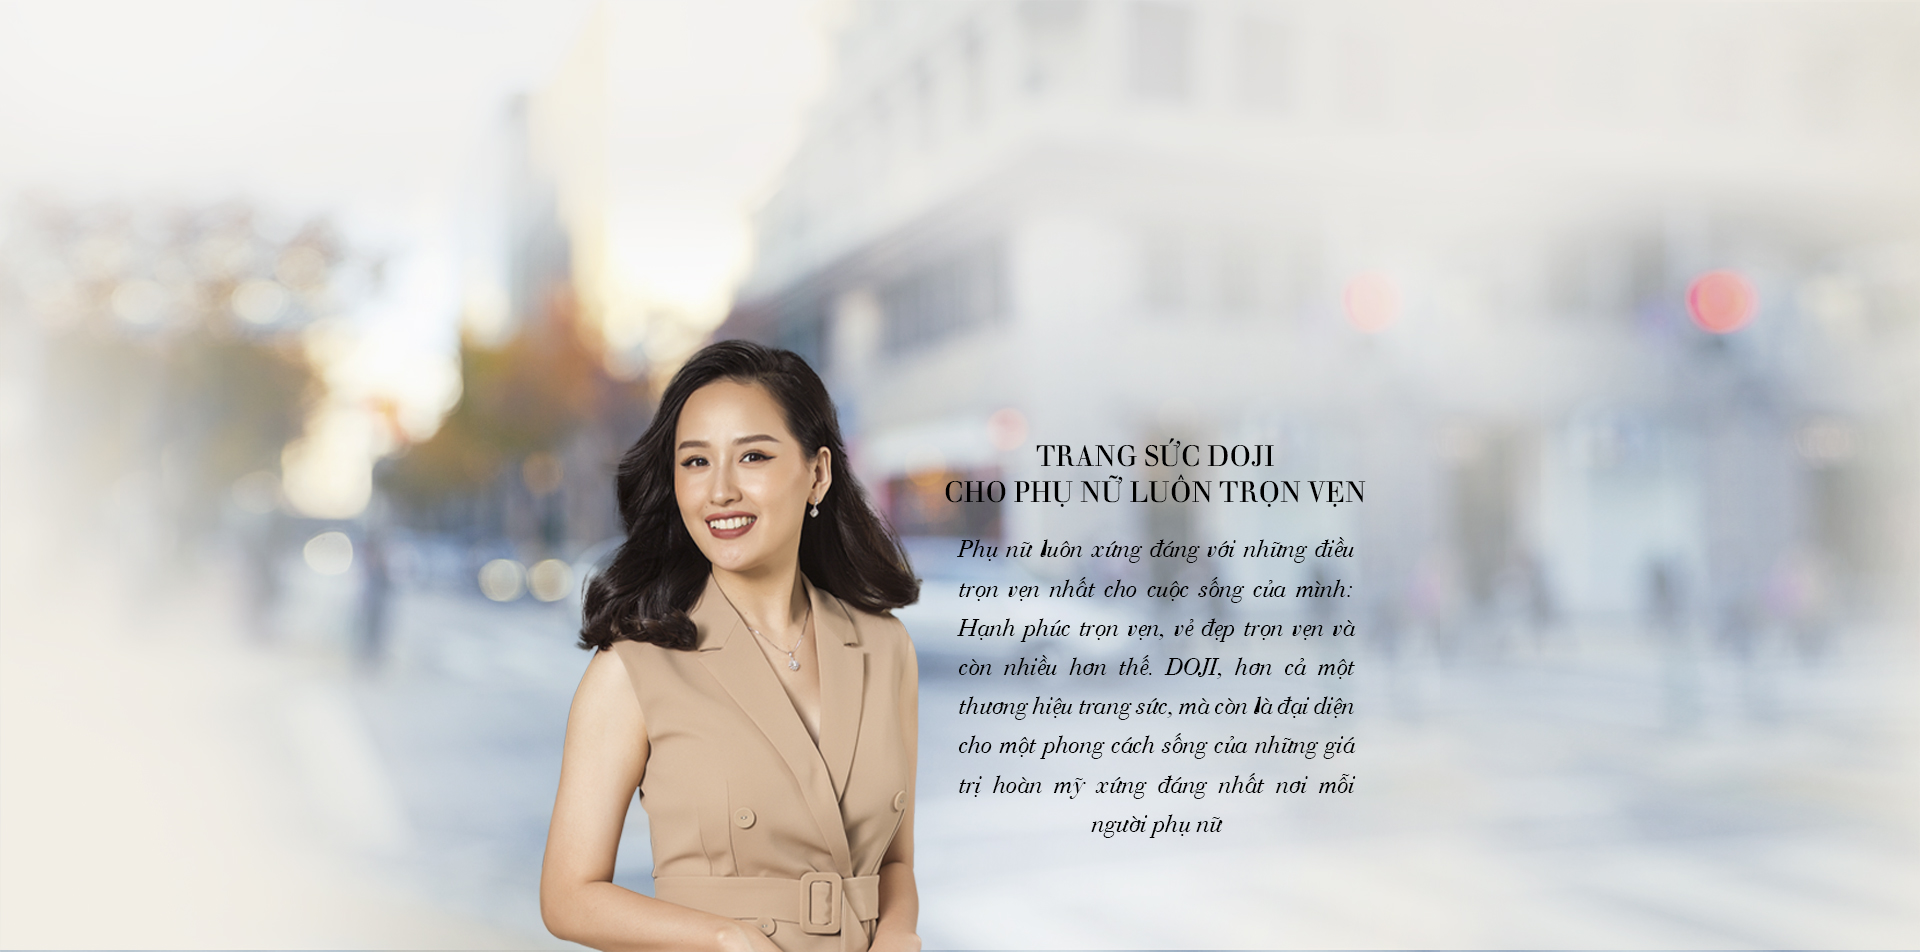 TRANG SỨC DOJI
CHO PHỤ NỮ LUÔN TRỌN VẸN
Phụ nữ luôn xứng đáng với những điều
trọn vẹn nhất cho cuộc sống của mình:
Hạnh phúc trọn vẹn, vẻ đẹp trọn vẹn và
còn nhiều hơn thế. DOJI, hơn cả một
thương hiệu trang sức, mà còn là đại diện
cho một phong cách sống của những giá
trị hoàn mỹ xứng đáng nhất nơi mỗi
người phụ nữ